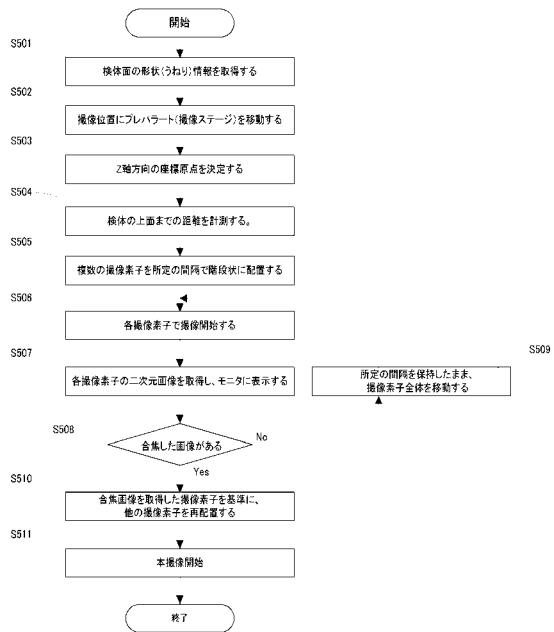 開始
S501
検体面の形状(うねり)情報を取得する
S502
撮像位置にプレパラート(撮像ステージ)を移動する
S503
Z軸方向の座標原点を決定する
S504
検体の上面までの距離を計測する。
S505
複数の撮像素子を所定の間隔で階段状に配置する
S506
各撮像素子で撮像開始する
S507
各撮像素子の二次元画像を取得し、モニタに表示する
S509
所定の間隔を保持したまま、
撮像素子全体を移動する
S508
合焦した画像がある
No
Yes
S510
合焦画像を取得した撮像素子を基準に、
他の撮像素子を再配置する
S511
本撮像開始
終了